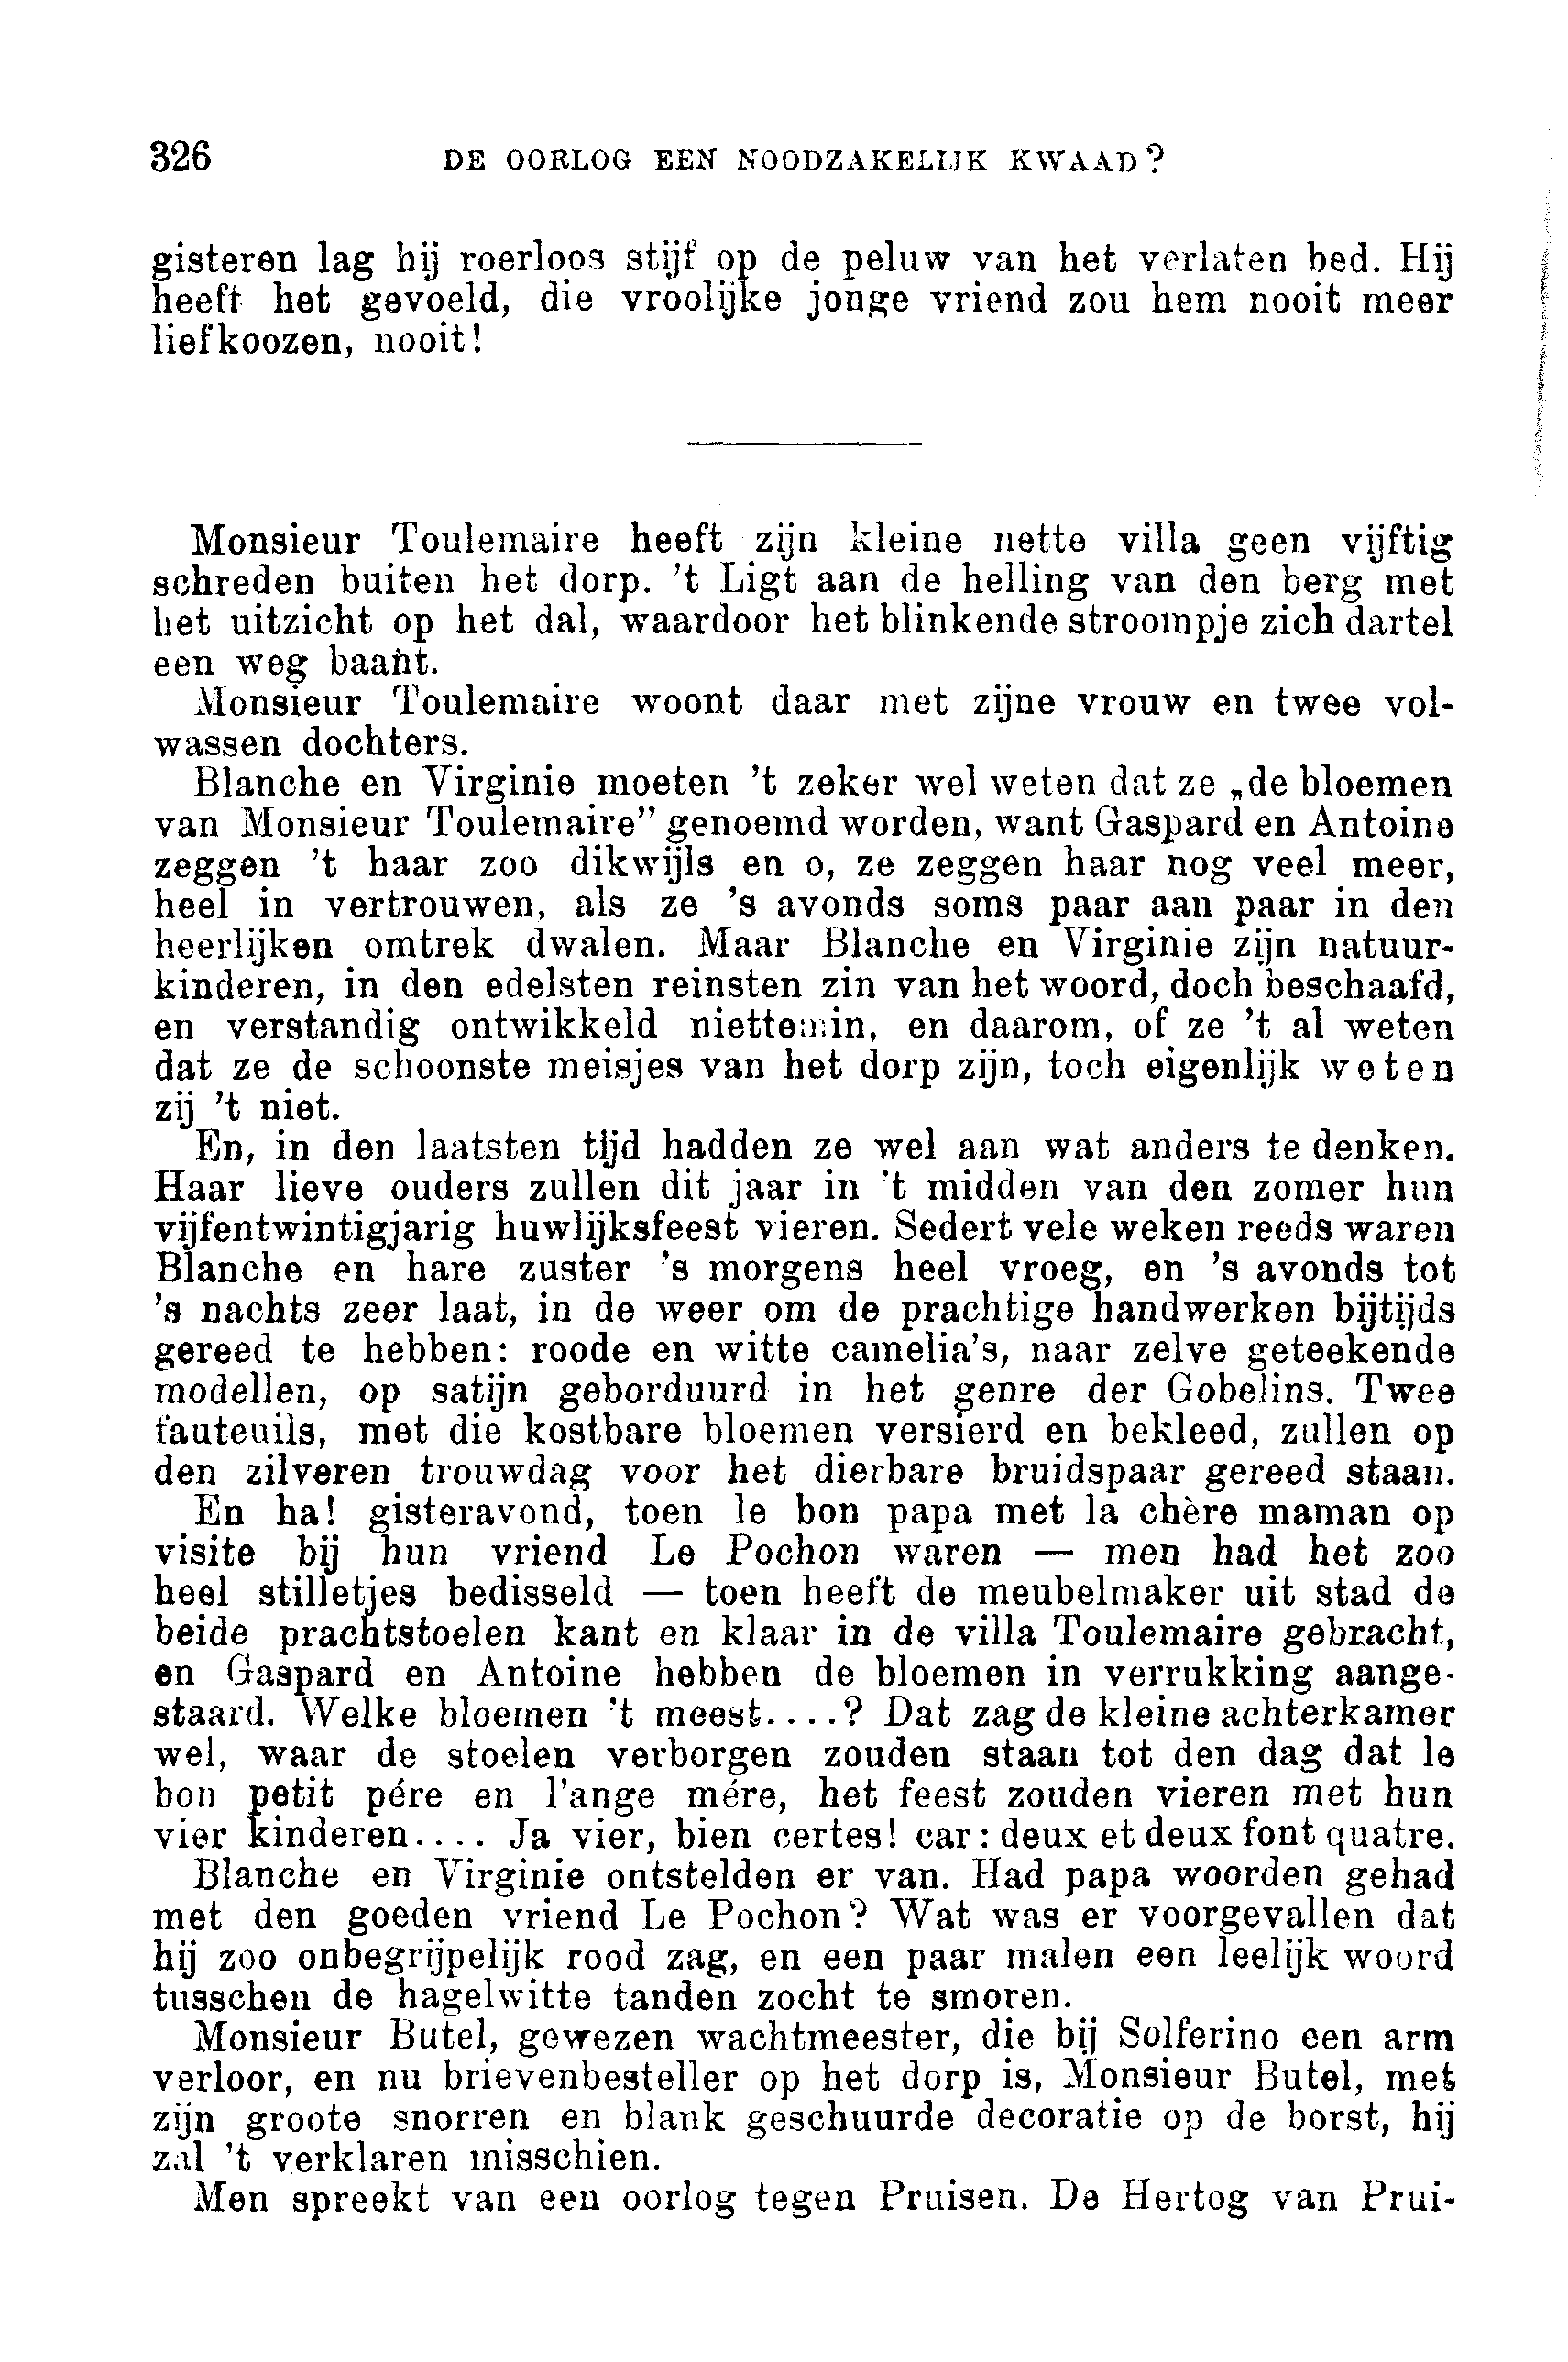 326 DE OORLOG EEN NOODZAKELIJK KWAAD?
gisteren lag hij roerloos stijf op de peluw van het verlaten bed. Hij
heeft het gevoeld, die vroolijke jonge vriend zou hem nooit meer
liefkoozen, nooit!
Monsieur Toulemaire heeft zijn kleine nette villa geen vijftig
schreden buiten het dorp. 't Ligt aan de helling van den berg met
het uitzicht op het dal, waardoor het blinkende stroompje zich dartel
een weg baant.
Monsieur Toulemaire woont daar met zijne vrouw en twee vol-
wassen dochters.
Blanche en Virginie moeten 't zeker wel weten dat ze „de bloemen
van Monsieur Toulemaire” genoemd worden, want Gaspard en Antoine
zeggen 't haar zoo dikwijls en o, ze zeggen haar nog veel meer,
heel in vertrouwen, als ze 's avonds soms paar aan paar in den
heerlijken omtrek dwalen. Maar Blanche en Virginie zijn natuur-
kinderen, in den edelsten reinsten zin van het woord, doch beschaafd,
en verstandig ontwikkeld niettemin, en daarom, of ze 't al weten
dat ze de schoonste meisjes van het dorp zijn, toch eigenlijk weten
zij 't niet.
En, in den laatsten tijd hadden ze wel aan wat anders te denken.
Haar lieve ouders zullen dit jaar in 't midden van den zomer hun
vijfentwintigjarig huwlijksfeest vieren. Sedert vele weken reeds waren
Blanche en hare zuster 's morgens heel vroeg, en 's avonds tot
's nachts zeer laat, in de weer om de prachtige handwerken bijtijds
gereed te hebben: roode en witte camelia's, naar zelve geteekende
modellen, op satijn geborduurd in het genre der Gobelins. Twee
fauteuils, met die kostbare bloemen versierd en bekleed, zullen op
den zilveren trouwdag voor het dierbare bruidspaar gereed staan.
En ha! gisteravond, toen le bon papa met la chère maman op
visite bij hun vriend Le Pochon waren — men had het zoo
heel stilletjes bedisseld — toen heeft de meubelmaker uit stad de
beide prachtstoelen kant en klaar in de villa Toulemaire gebracht,
en Gaspard en Antoine hebben de bloemen in verrukking aange-
staard. Welke bloemen 't meest....? Dat zag de kleine achterkamer
wel, waar de stoelen verborgen zouden staan tot den dag dat le
bon petit pére en l'ange mére, het feest zouden vieren met hun
vier kinderen.... Ja vier, bien certes! car: deux et deux font quatre.
Blanche en Virginie ontstelden er van. Had papa woorden gehad
met den goeden vriend Le Pochon? Wat was er voorgevallen dat
hij zoo onbegrijpelijk rood zag, en een paar malen een leelijk woord
tusschen de hagelwitte tanden zocht te smoren.
Monsieur Butel, gewezen wachtmeester, die bij Solferino een arm
verloor, en nu brievenbesteller op het dorp is, Monsieur Butel, met
zijn groote snorren en blank geschuurde decoratie op de borst, hij
zal 't verklaren misschien.
Men spreekt van een oorlog tegen Pruisen. De Hertog van Prui-